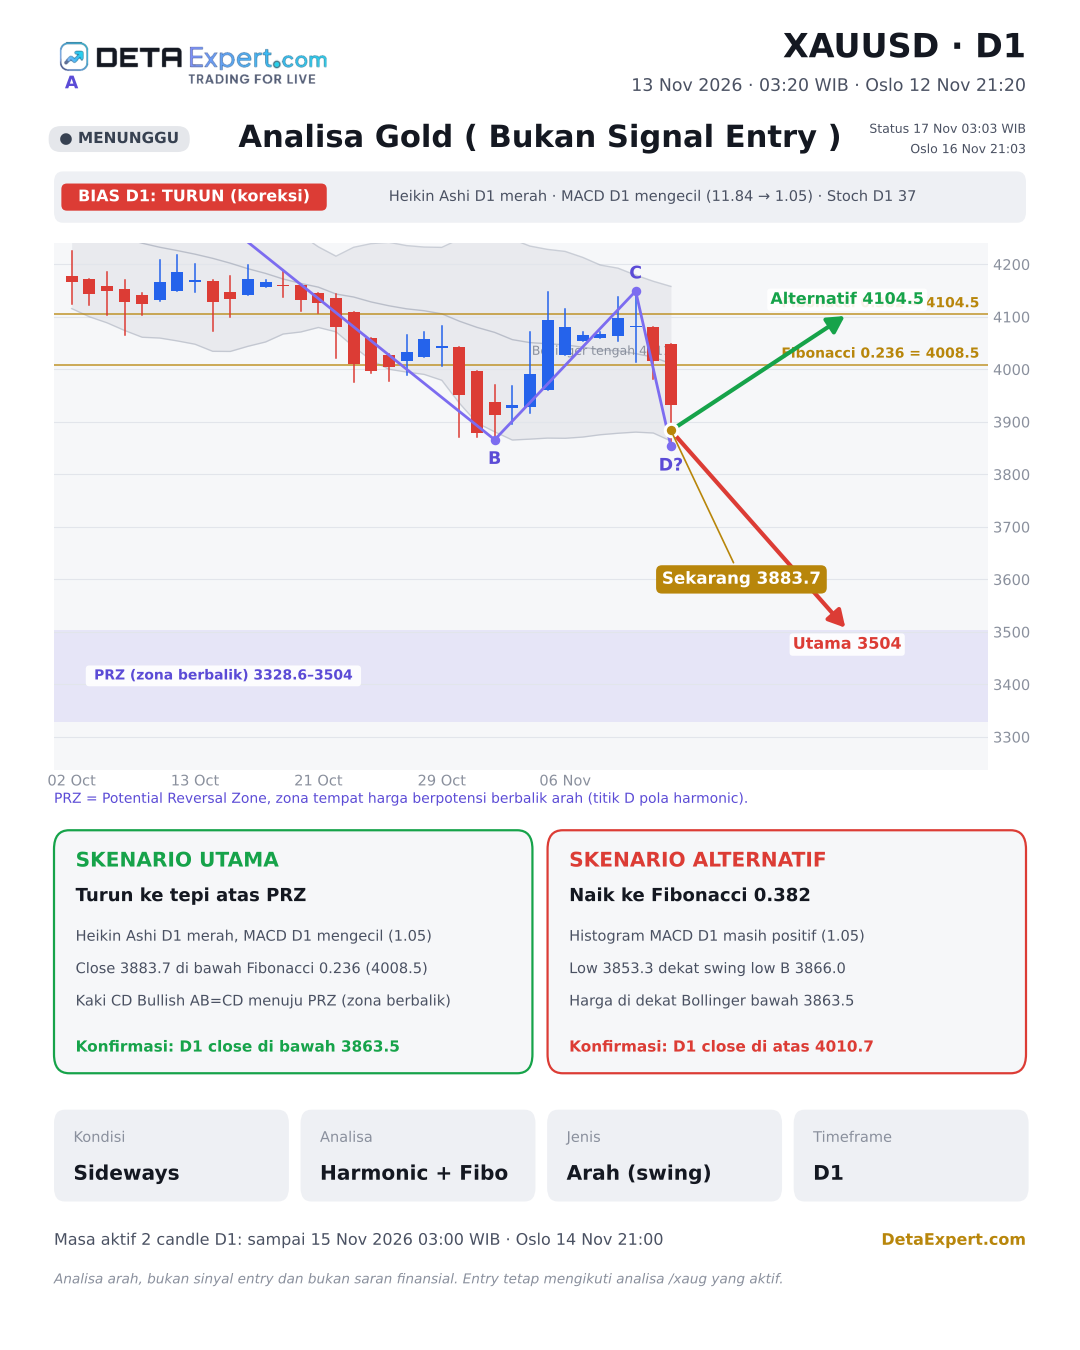 DETA Expert.com
TRADING FOR LIVE
A
XAUUSD · D1
13 Nov 2026 · 03:20 WIB · Oslo 12 Nov 21:20
● MENUNGGU
Analisa Gold ( Bukan Signal Entry )
Status 17 Nov 03:03 WIB
Oslo 16 Nov 21:03
BIAS D1: TURUN (koreksi)
Heikin Ashi D1 merah · MACD D1 mengecil (11.84 → 1.05) · Stoch D1 37
4200
C
Alternatif 4104.5
4104.5
4100
tengah
Fibonacci 0.236 = 4008.5
4000
3900
B
D?
3800
3700
Sekarang 3883.7
3600
3500
Utama 3504
PRZ (zona berbalik) 3328.6–3504
3400
3300
02 Oct
13 Oct
21 Oct
29 Oct
06 Nov
PRZ = Potential Reversal Zone, zona tempat harga berpotensi berbalik arah (titik D pola harmonic).
SKENARIO UTAMA
Turun ke tepi atas PRZ
Heikin Ashi D1 merah, MACD D1 mengecil (1.05)
Close 3883.7 di bawah Fibonacci 0.236 (4008.5)
Kaki CD Bullish AB=CD menuju PRZ (zona berbalik)
Konfirmasi: D1 close di bawah 3863.5
SKENARIO ALTERNATIF
Naik ke Fibonacci 0.382
Histogram MACD D1 masih positif (1.05)
Low 3853.3 dekat swing low B 3866.0
Harga di dekat Bollinger bawah 3863.5
Konfirmasi: D1 close di atas 4010.7
Kondisi
Sideways
Analisa
Harmonic + Fibo
Jenis
Arah (swing)
Timeframe
D1
Masa aktif 2 candle D1: sampai 15 Nov 2026 03:00 WIB · Oslo 14 Nov 21:00
DetaExpert.com
Analisa arah, bukan sinyal entry dan bukan saran finansial. Entry tetap mengikuti analisa /xaug yang aktif.